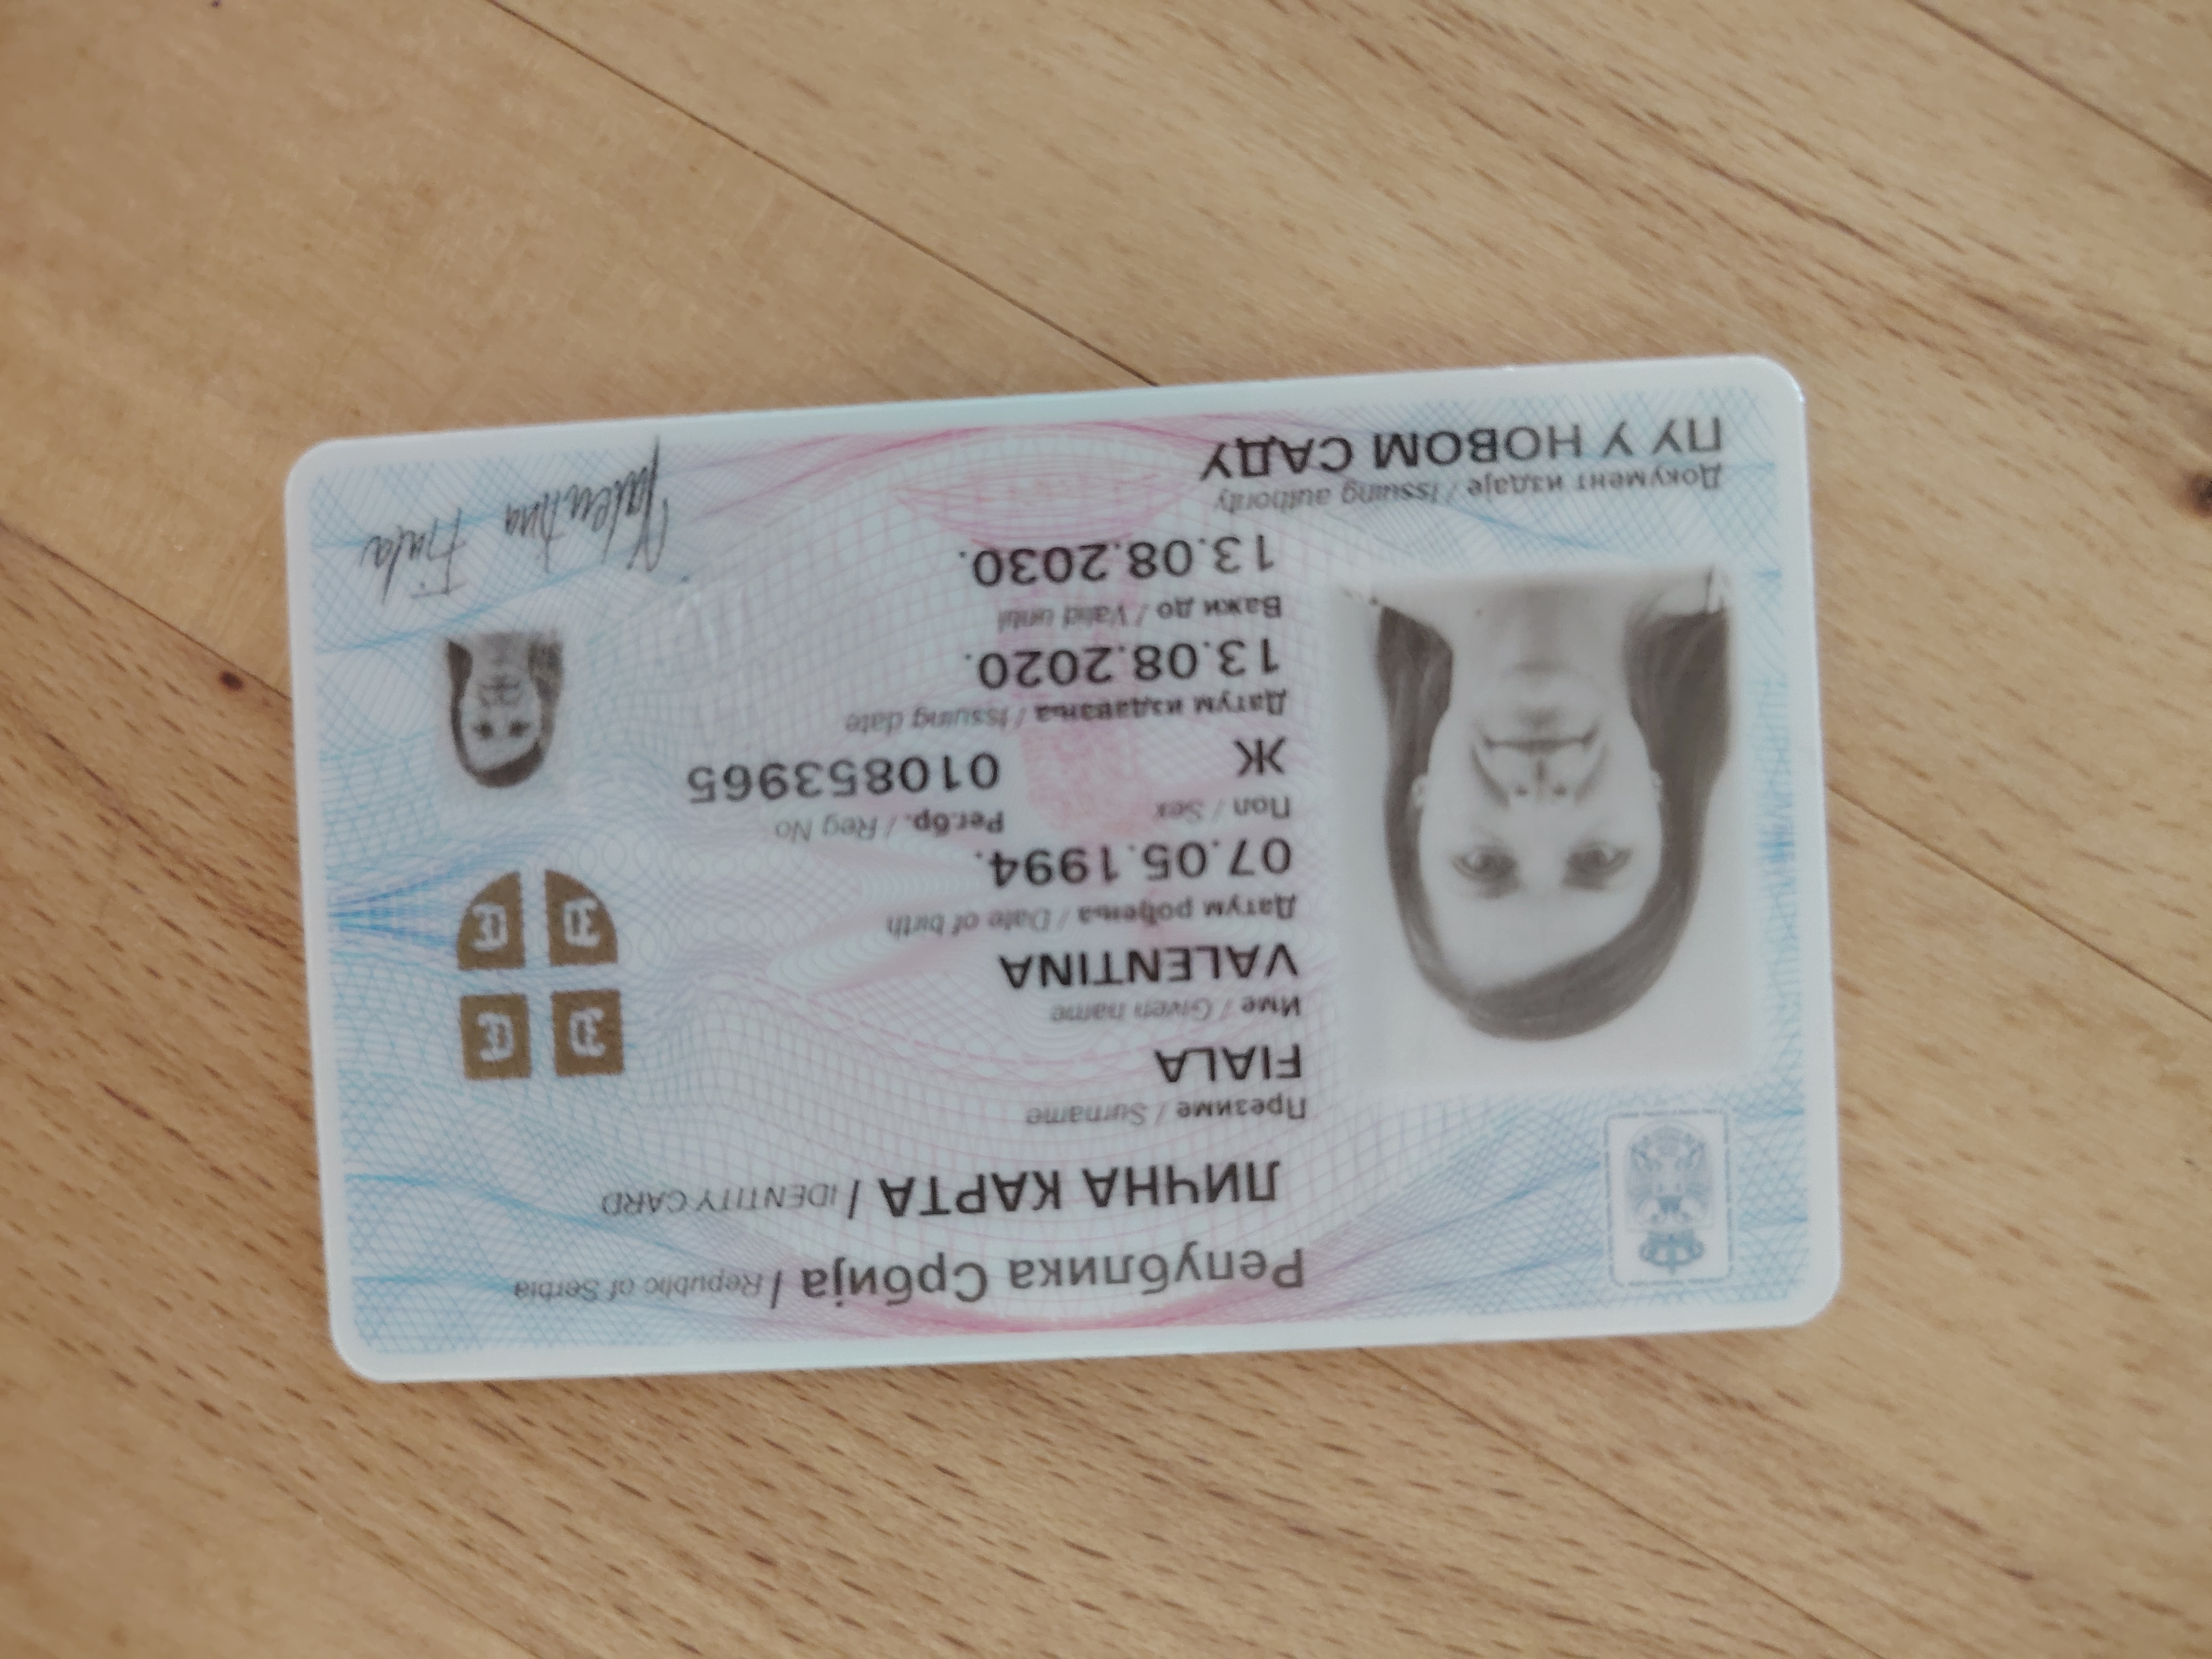 Република Србија / Republic of Serbia
ЛИЧНА КАРТА / IDENTITY CARD
Презиме / Surname
FIALA
Име / Given name
VALENTINA
Датум рођења / Date of birth
07.05.1994.
Пол / Sex Рег.бр. / Reg No
Ж 010853965
Датум издавања / Issuing date
13.08.2020.
Важи до / Valid until
13.08.2030.
Документ издаје / Issuing authority
ПУ У НОВОМ САДУ
Valentina Fiala